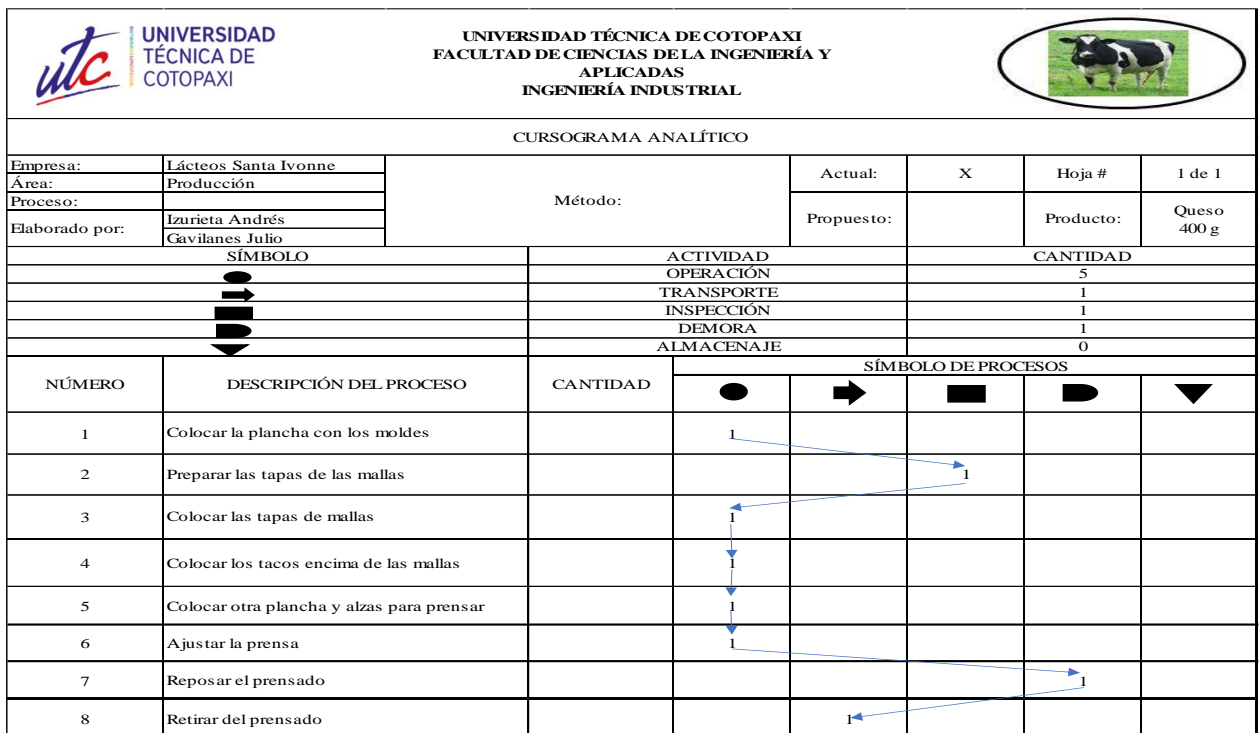 utc
UNIVERSIDAD
TÉCNICA DE
COTOPAXI
UNIVERSIDAD TÉCNICA DE COTOPAXI
FACULTAD DE CIENCIAS DE LA INGENIERÍA Y
APLICADAS
INGENIERÍA INDUSTRIAL
CURSOGRAMA ANALÍTICO
Empresa: Lácteos Santa Ivonne
Área: Producción
Proceso:
Elaborado por: Izurieta Andrés
Gavilanes Julio
Método:
Actual: X Hoja # 1 de 1
Propuesto: Producto: Queso
400 g
SÍMBOLO ACTIVIDAD CANTIDAD
OPERACIÓN 5
TRANSPORTE 1
INSPECCIÓN 1
DEMORA 1
ALMACENAJE 0
NÚMERO DESCRIPCIÓN DEL PROCESO CANTIDAD SÍMBOLO DE PROCESOS
1 Colocar la plancha con los moldes 1
2 Preparar las tapas de las mallas 1
3 Colocar las tapas de mallas 1
4 Colocar los tacos encima de las mallas 1
5 Colocar otra plancha y alzas para prensar 1
6 Ajustar la prensa 1
7 Reposar el prensado 1
8 Retirar del prensado 1